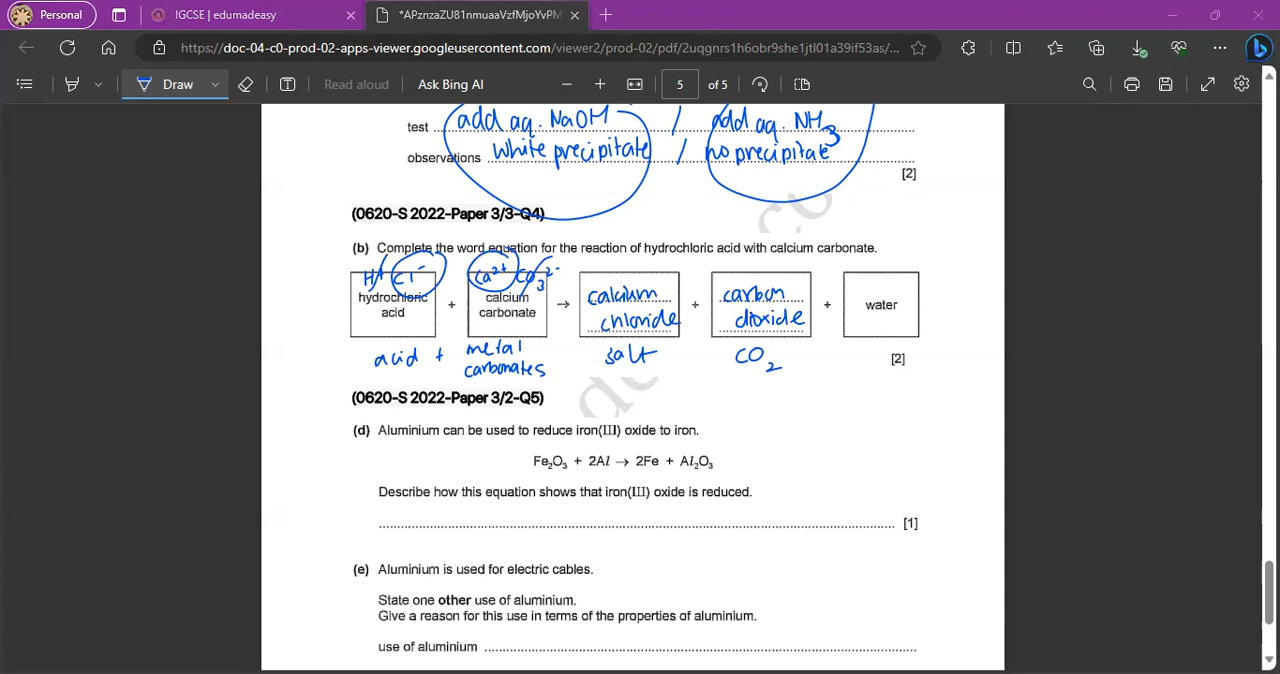 Personal
IGCSE | edumadeasy
*APznzaZU81nmuaaVzfMjoYvPM
https://doc-04-c0-prod-02-apps-viewer.googleusercontent.com/viewer2/prod-02/pdf/2uqgnrs1h6obr9she1jtl01a39if53as/...
Draw
Read aloud
Ask Bing AI
5
of 5
add aq. NaOH / add aq. NH3
test
white precipitate / no precipitate
observations
[2]
(0620-S 2022-Paper 3/3-Q4)
(b) Complete the word equation for the reaction of hydrochloric acid with calcium carbonate.
H+ Cl- Ca2+ CO3 2-
hydrochloric acid + calcium carbonate → calcium chloride + carbon dioxide + water
acid + metal carbonates salt CO2
[2]
(0620-S 2022-Paper 3/2-Q5)
(d) Aluminium can be used to reduce iron(III) oxide to iron.
Fe2O3 + 2Al → 2Fe + Al2O3
Describe how this equation shows that iron(III) oxide is reduced.
[1]
(e) Aluminium is used for electric cables.
State one other use of aluminium.
Give a reason for this use in terms of the properties of aluminium.
use of aluminium